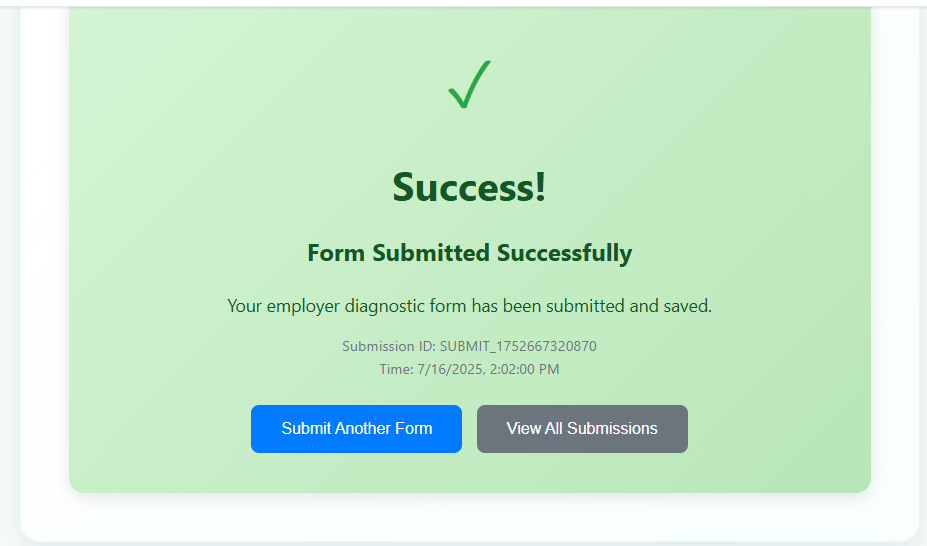 Success!
Form Submitted Successfully
Your employer diagnostic form has been submitted and saved.
Submission ID: SUBMIT_1752667320870
Time: 7/16/2025, 2:02:00 PM
Submit Another Form
View All Submissions